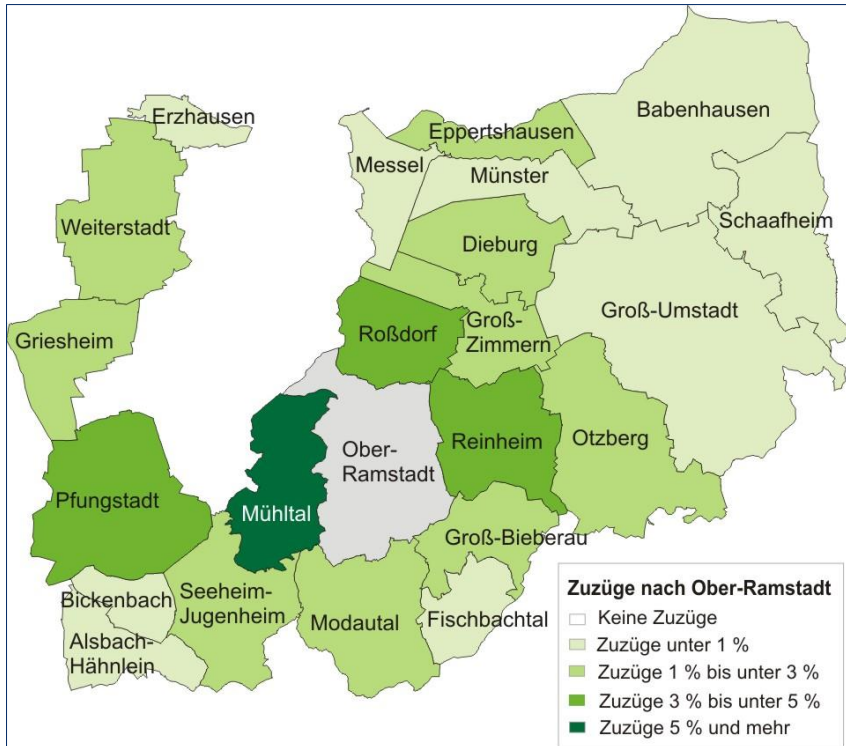 Erzhausen
Babenhausen
Eppertshausen
Messel
Münster
Schaafheim
Weiterstadt
Dieburg
Groß-Umstadt
Griesheim
Roßdorf
Groß-
Zimmern
Ober-
Ramstadt
Reinheim
Otzberg
Pfungstadt
Mühltal
Groß-Bieberau
Bickenbach
Seeheim-
Jugenheim
Modautal
Fischbachtal
Alsbach-
Hähnlein
Zuzüge nach Ober-Ramstadt
Keine Zuzüge
Zuzüge unter 1 %
Zuzüge 1 % bis unter 3 %
Zuzüge 3 % bis unter 5 %
Zuzüge 5 % und mehr